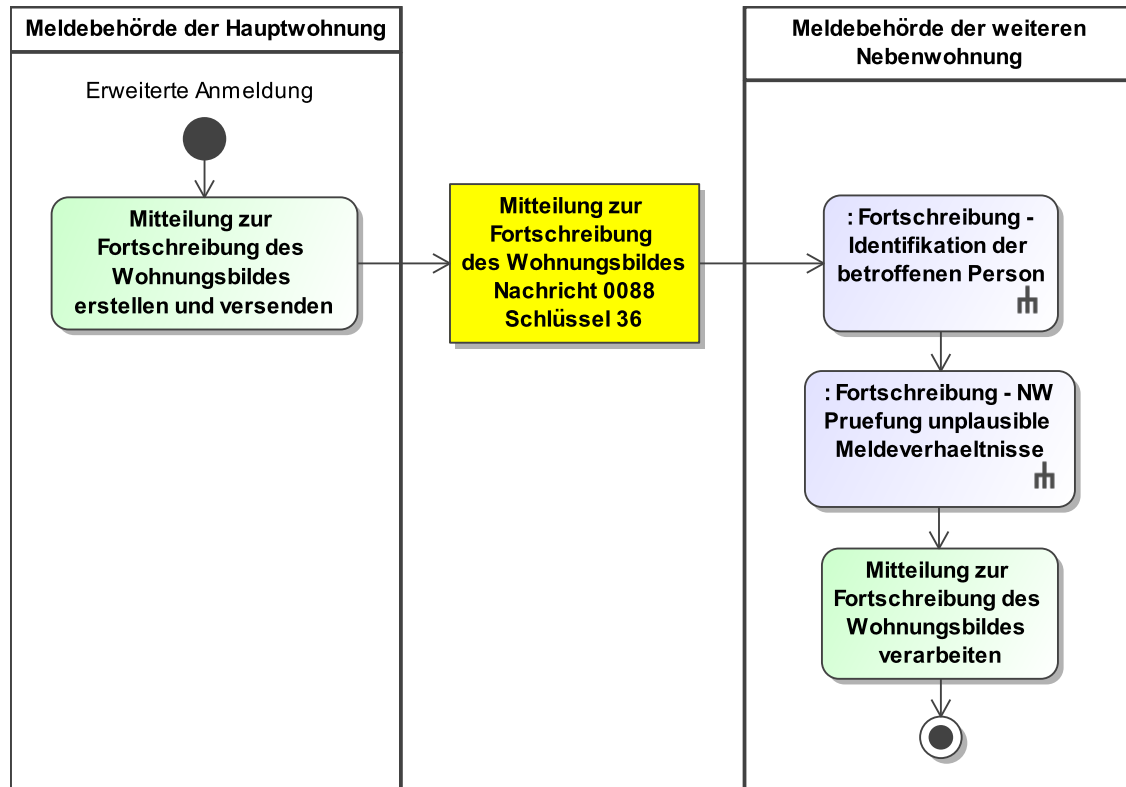 Meldebehörde der Hauptwohnung
Erweiterte Anmeldung
Mitteilung zur
Fortschreibung des
Wohnungsbildes
erstellen und versenden
Mitteilung zur
Fortschreibung
des Wohnungsbildes
Nachricht 0088
Schlüssel 36
Meldebehörde der weiteren
Nebenwohnung
: Fortschreibung -
Identifikation der
betroffenen Person
: Fortschreibung - NW
Pruefung unplausible
Meldeverhaeltnisse
Mitteilung zur
Fortschreibung des
Wohnungsbildes
verarbeiten